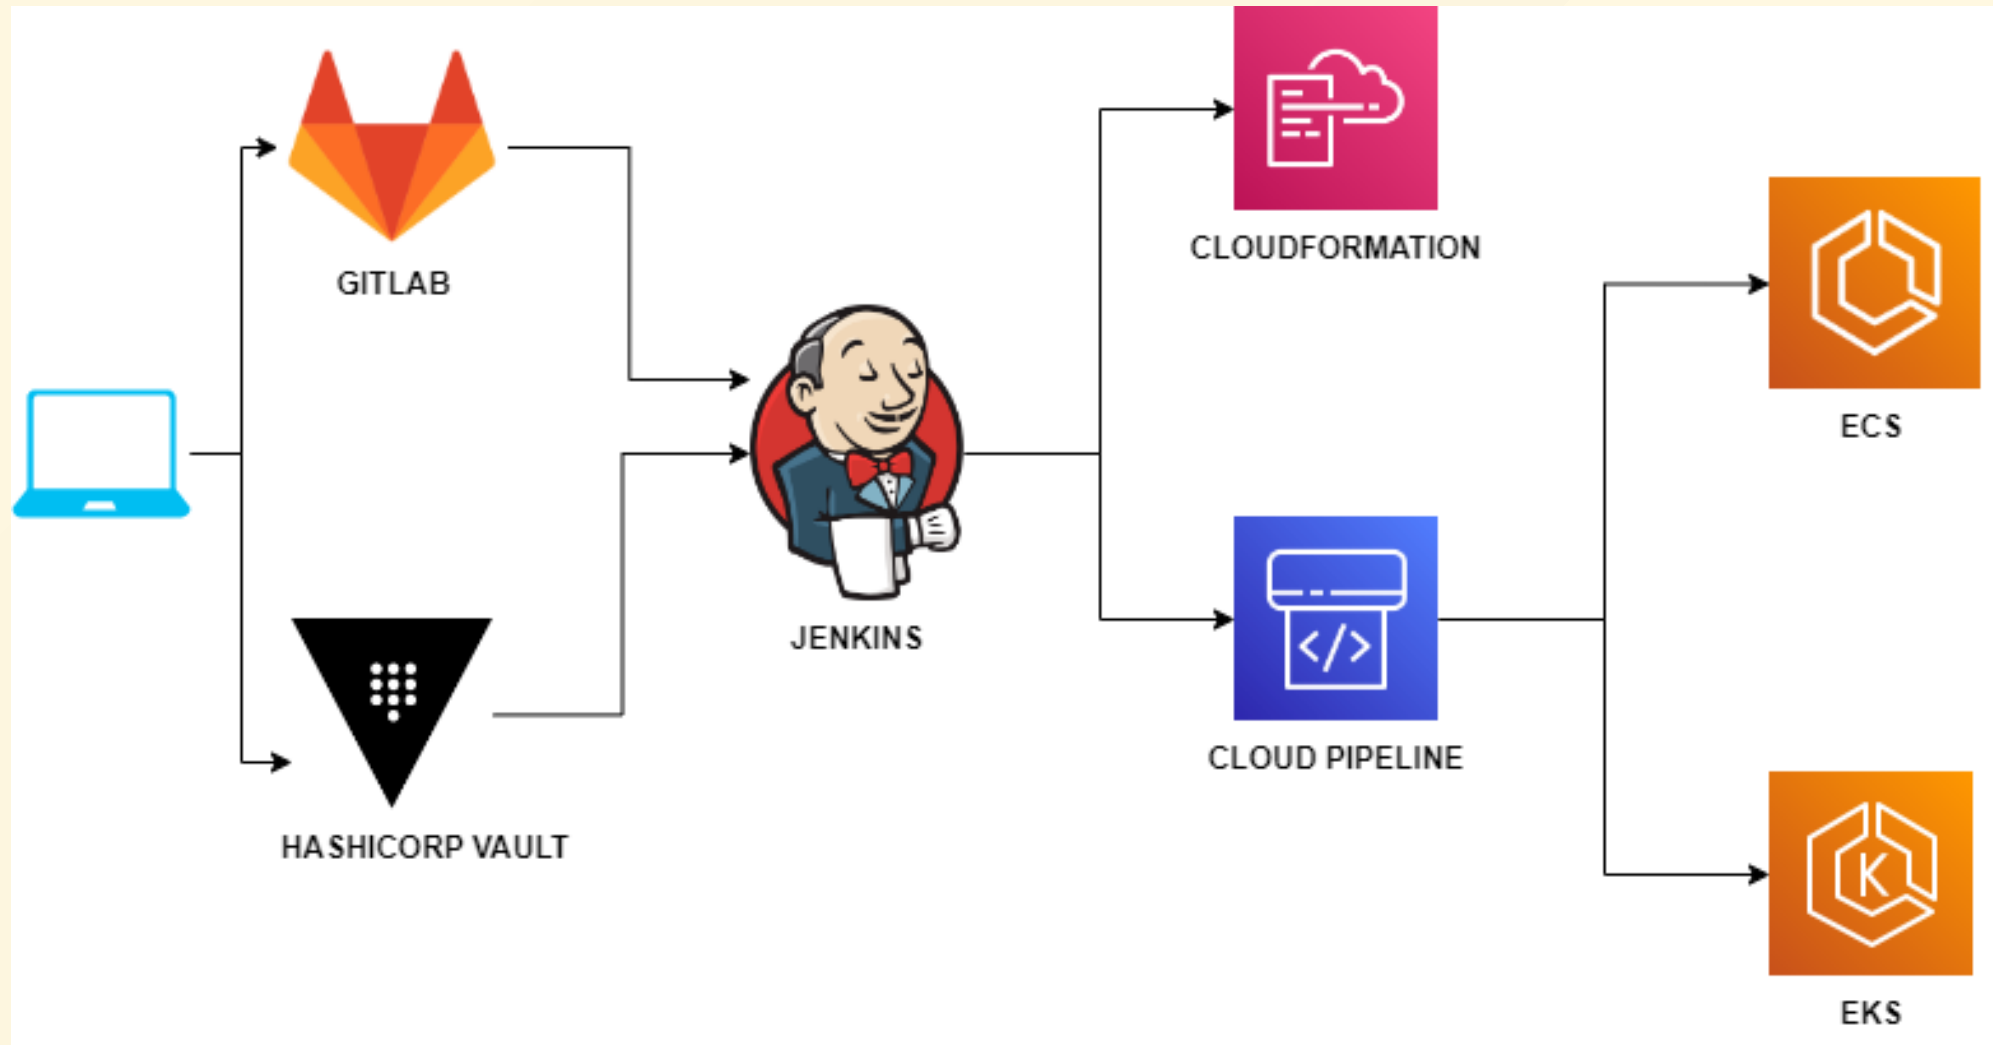 GITLAB
HASHICORP VAULT
JENKINS
CLOUDFORMATION
</>
CLOUD PIPELINE
ECS
K
EKS